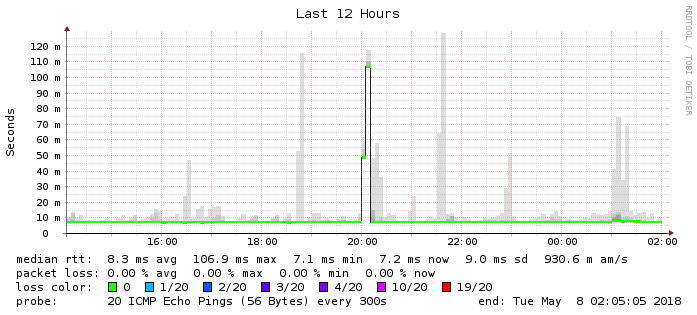 Last 12 Hours
RRDTOOL / TOBI OETIKER
Seconds
120 m
110 m
100 m
90 m
80 m
70 m
60 m
50 m
40 m
30 m
20 m
10 m
0
16:00 18:00 20:00 22:00 00:00 02:00
median rtt: 8.3 ms avg 106.9 ms max 7.1 ms min 7.2 ms now 9.0 ms sd 930.6 m am/s
packet loss: 0.00 % avg 0.00 % max 0.00 % min 0.00 % now
loss color: 0 1/20 2/20 3/20 4/20 10/20 19/20
probe: 20 ICMP Echo Pings (56 Bytes) every 300s end: Tue May 8 02:05:05 2018